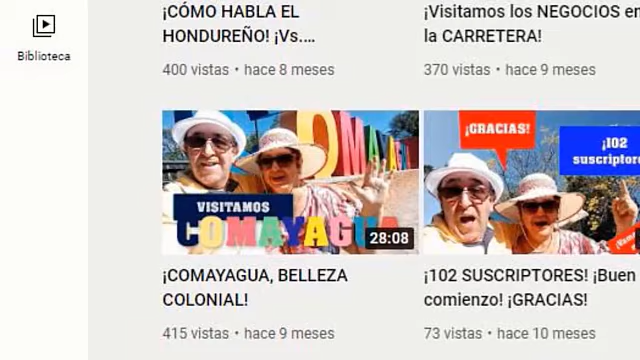 ¡CÓMO HABLA EL
HONDUREÑO! ¡Vs....
400 vistas • hace 8 meses
¡Visitamos los NEGOCIOS en
la CARRETERA!
370 vistas • hace 9 meses
Biblioteca
VISITAMOS
COMAYAGUA
28:08
¡COMAYAGUA, BELLEZA
COLONIAL!
415 vistas • hace 9 meses
¡GRACIAS!
¡102
¡102 SUSCRIPTORES! ¡Buen
comienzo! ¡GRACIAS!
73 vistas • hace 10 meses